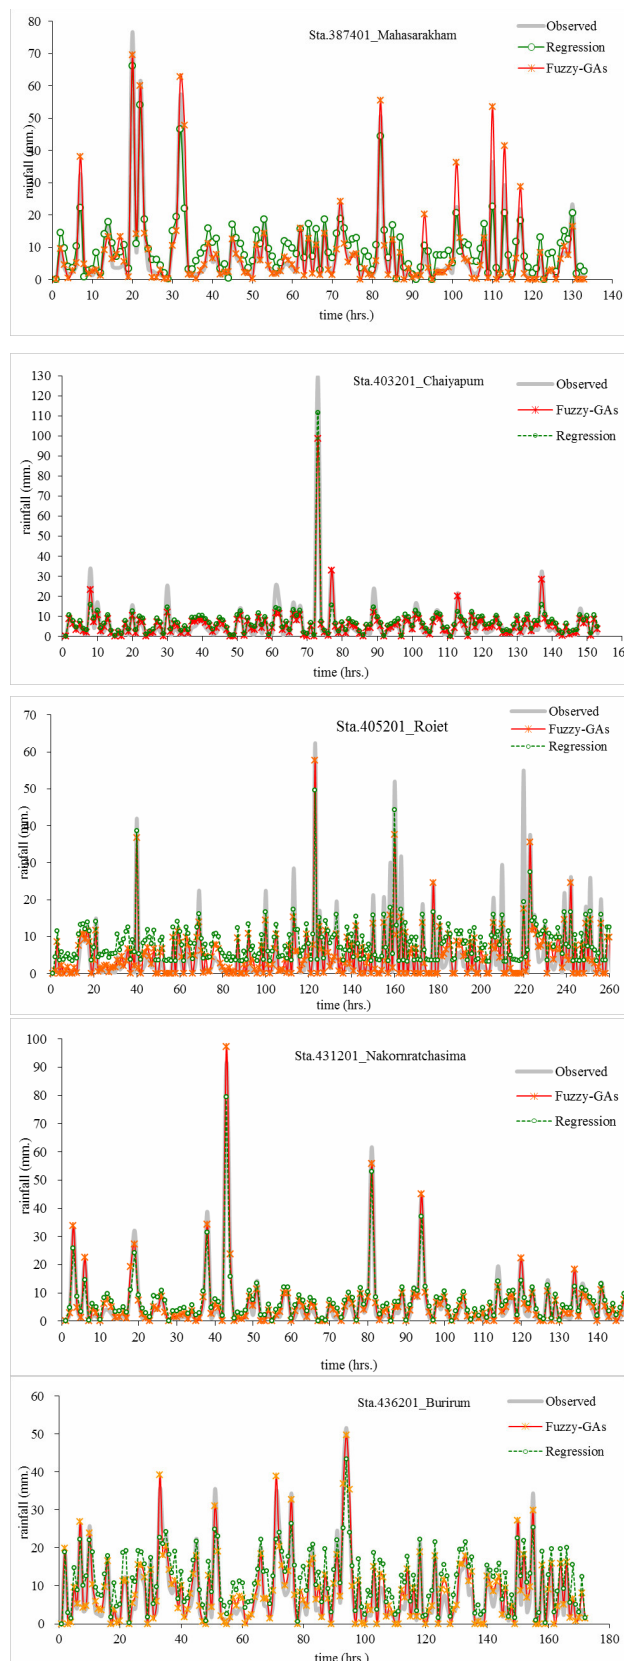 Sta.387401_Mahasarakham
Observed
Regression
Fuzzy-GAs
rainfall (mm.)
80
70
60
50
40
30
20
10
0
0 10 20 30 40 50 60 70 80 90 100 110 120 130 140
time (hrs.)
Sta.403201_Chaiyapum
Observed
Fuzzy-GAs
Regression
rainfall (mm.)
130
120
110
100
90
80
70
60
50
40
30
20
10
0
0 10 20 30 40 50 60 70 80 90 100 110 120 130 140 150 160
time (hrs.)
Sta.405201_Roiet
Observed
Fuzzy-GAs
Regression
rainfall (mm.)
70
60
50
40
30
20
10
0
0 20 40 60 80 100 120 140 160 180 200 220 240 260
time (hrs.)
Sta.431201_Nakornratchasima
Observed
Fuzzy-GAs
Regression
rainfall (mm.)
100
90
80
70
60
50
40
30
20
10
0
0 10 20 30 40 50 60 70 80 90 100 110 120 130 140
time (hrs.)
Sta.436201_Burirum
Observed
Fuzzy-GAs
Regression
rainfall (mm.)
60
50
40
30
20
10
0
0 20 40 60 80 100 120 140 160 180
time (hrs.)